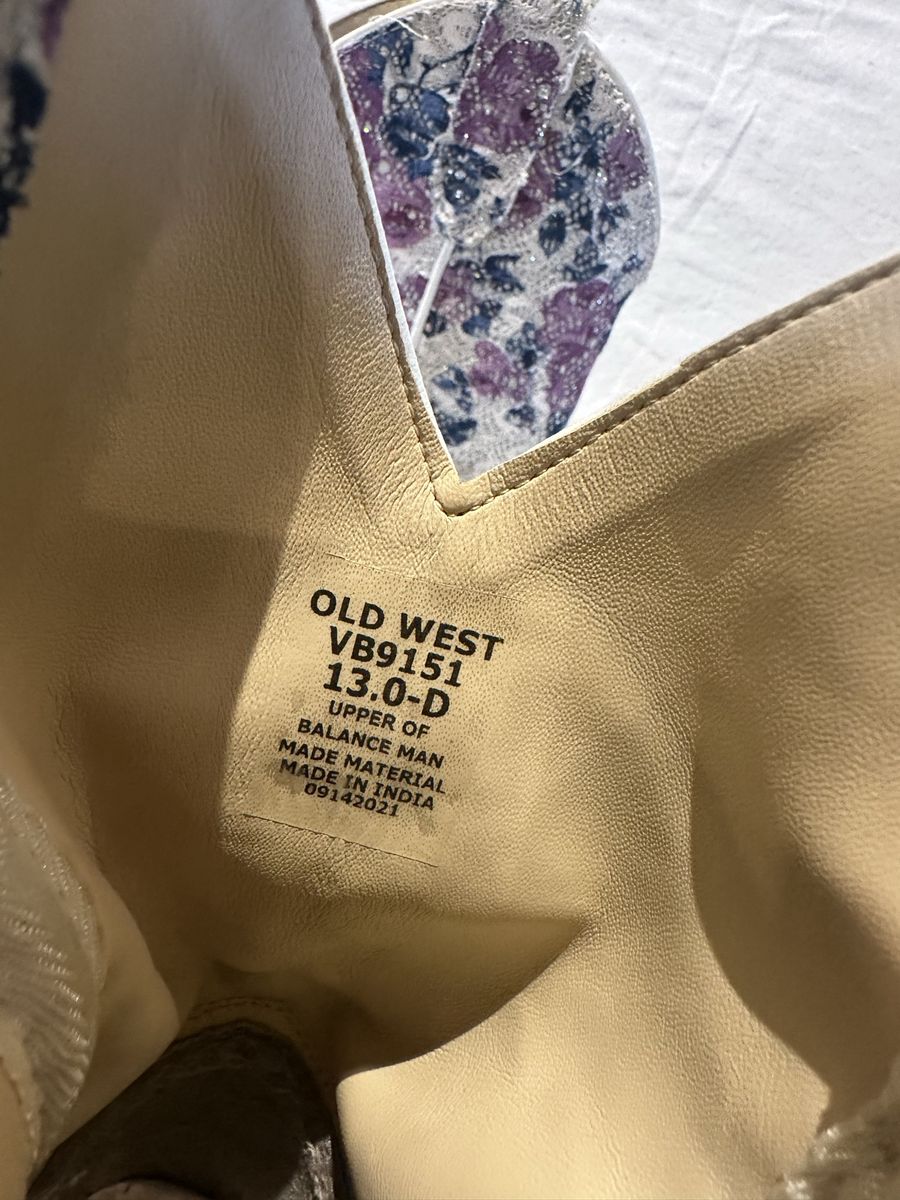 OLD WEST
VB9151
13.0-D
UPPER OF
BALANCE MAN
MADE MATERIAL
MADE IN INDIA
09142021